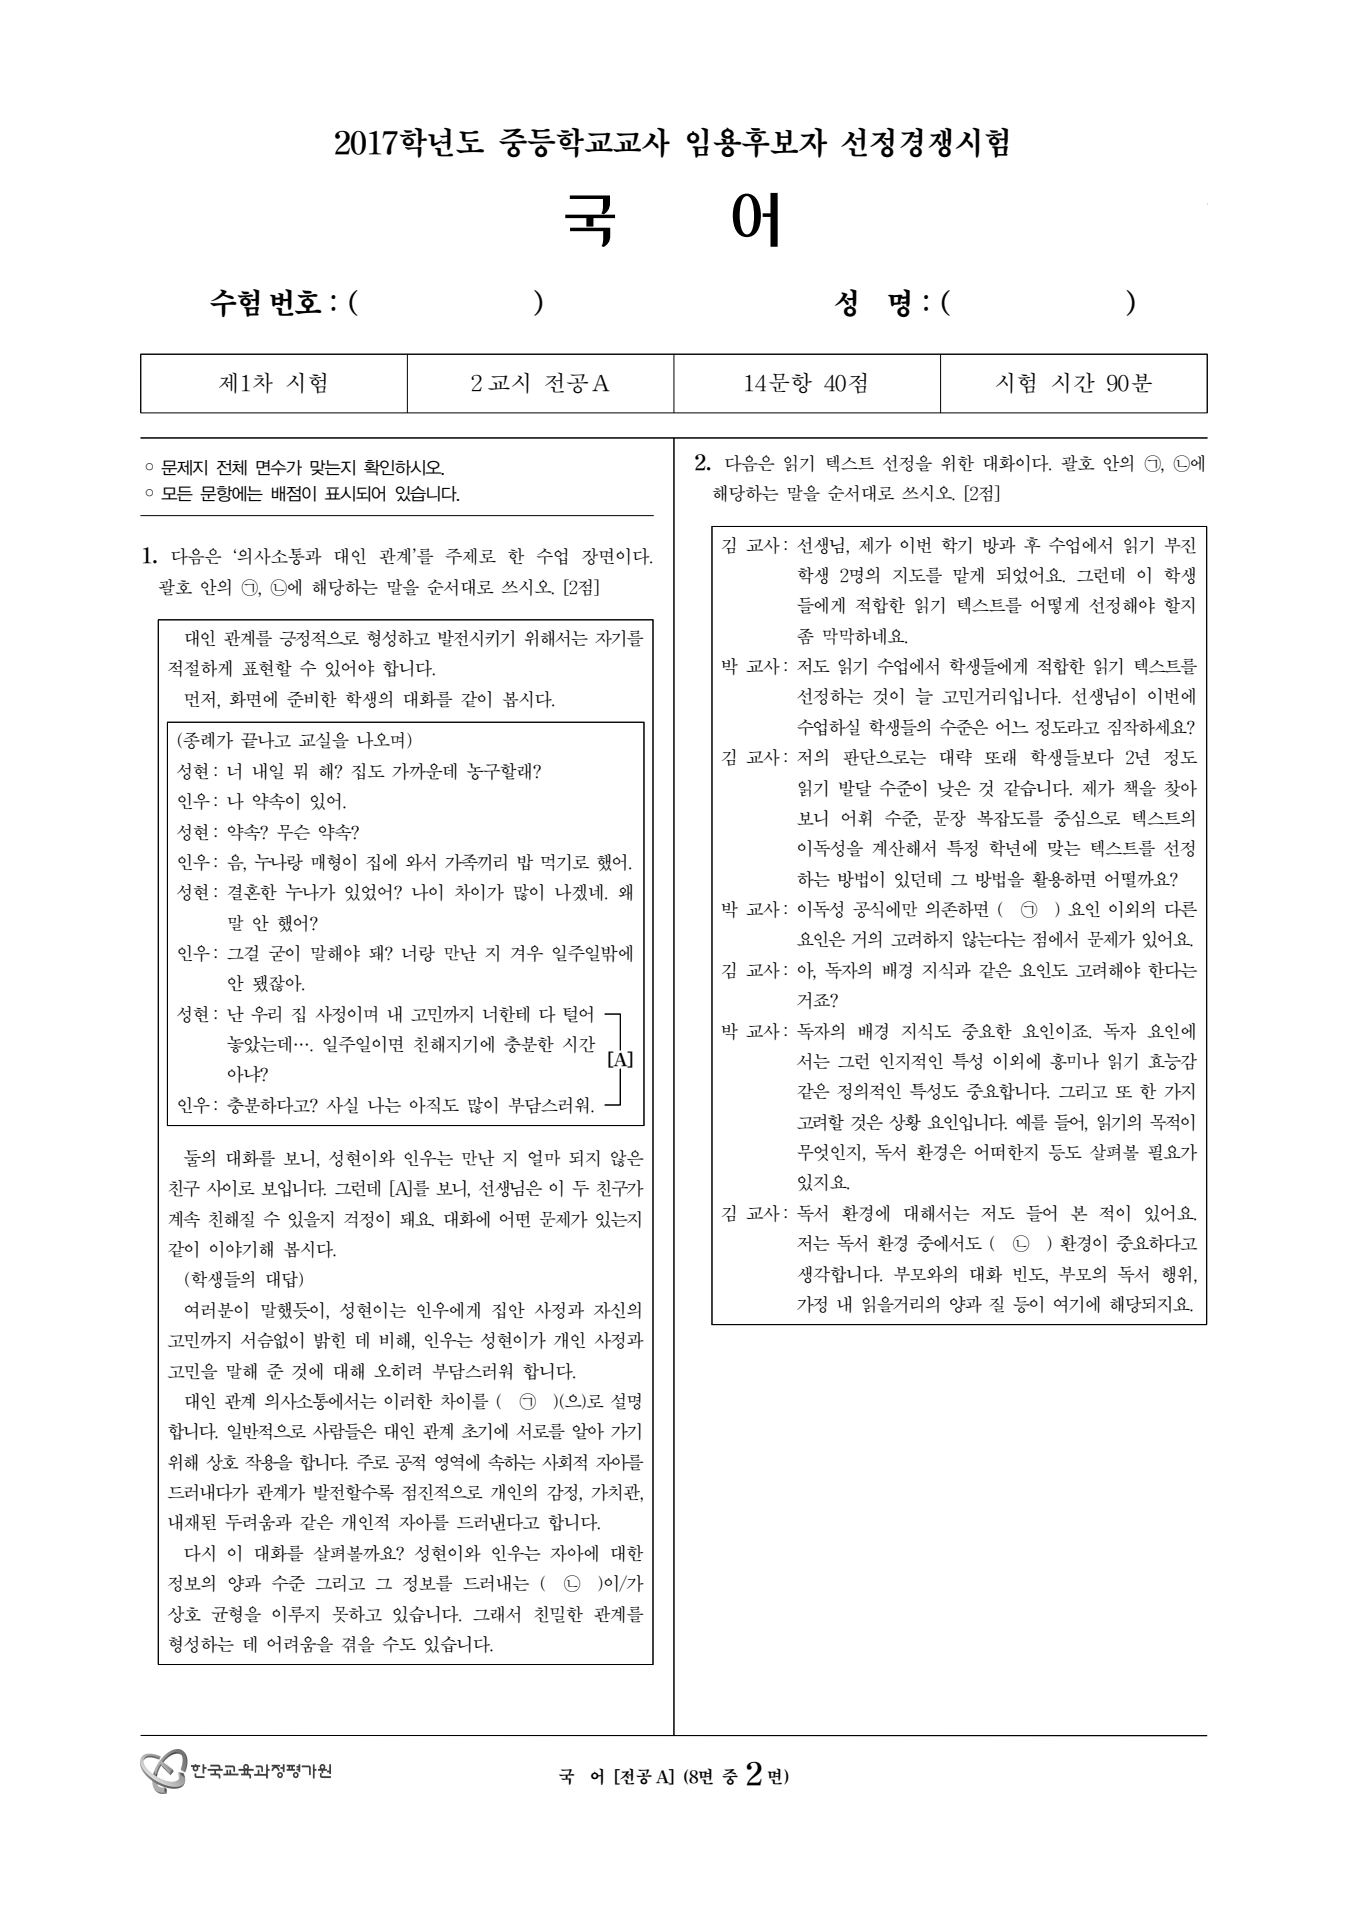 2017학년도 중등학교교사 임용후보자 선정경쟁시험
국 어
수험 번호 : ( )
성 명 : ( )
제1차 시험
2교시 전공A
14문항 40점
시험 시간 90분
○ 문제지 전체 면수가 맞는지 확인하시오.
○ 모든 문항에는 배점이 표시되어 있습니다.
1. 다음은 ‘의사소통과 대인 관계’를 주제로 한 수업 장면이다.
괄호 안의 ㉠, ㉡에 해당하는 말을 순서대로 쓰시오. [2점]
대인 관계를 긍정적으로 형성하고 발전시키기 위해서는 자기를
적절하게 표현할 수 있어야 합니다.
먼저, 화면에 준비한 학생의 대화를 같이 봅시다.
(종례가 끝나고 교실을 나오며)
성현 : 너 내일 뭐 해? 집도 가까운데 농구할래?
인우 : 나 약속이 있어.
성현 : 약속? 무슨 약속?
인우 : 음, 누나랑 매형이 집에 와서 가족끼리 밥 먹기로 했어.
성현 : 결혼한 누나가 있었어? 나이 차이가 많이 나겠네. 왜
말 안 했어?
인우 : 그걸 굳이 말해야 돼? 너랑 만난 지 겨우 일주일밖에
안 됐잖아.
성현 : 난 우리 집 사정이며 내 고민까지 너한테 다 털어
놓았는데…. 일주일이면 친해지기에 충분한 시간
아냐?
[A]
인우 : 충분하다고? 사실 나는 아직도 많이 부담스러워.
둘의 대화를 보니, 성현이와 인우는 만난 지 얼마 되지 않은
친구 사이로 보입니다. 그런데 [A]를 보니, 선생님은 이 두 친구가
계속 친해질 수 있을지 걱정이 돼요. 대화에 어떤 문제가 있는지
같이 이야기해 봅시다.
(학생들의 대답)
여러분이 말했듯이, 성현이는 인우에게 집안 사정과 자신의
고민까지 서슴없이 밝힌 데 비해, 인우는 성현이가 개인 사정과
고민을 말해 준 것에 대해 오히려 부담스러워 합니다.
대인 관계 의사소통에서는 이러한 차이를 ( ㉠ )(으)로 설명
합니다. 일반적으로 사람들은 대인 관계 초기에 서로를 알아 가기
위해 상호 작용을 합니다. 주로 공적 영역에 속하는 사회적 자아를
드러내다가 관계가 발전할수록 점진적으로 개인의 감정, 가치관,
내재된 두려움과 같은 개인적 자아를 드러낸다고 합니다.
다시 이 대화를 살펴볼까요? 성현이와 인우는 자아에 대한
정보의 양과 수준 그리고 그 정보를 드러내는 ( ㉡ )이/가
상호 균형을 이루지 못하고 있습니다. 그래서 친밀한 관계를
형성하는 데 어려움을 겪을 수도 있습니다.
2. 다음은 읽기 텍스트 선정을 위한 대화이다. 괄호 안의 ㉠, ㉡에
해당하는 말을 순서대로 쓰시오. [2점]
김 교사 : 선생님, 제가 이번 학기 방과 후 수업에서 읽기 부진
학생 2명의 지도를 맡게 되었어요. 그런데 이 학생
들에게 적합한 읽기 텍스트를 어떻게 선정해야 할지
좀 막막하네요.
박 교사 : 저도 읽기 수업에서 학생들에게 적합한 읽기 텍스트를
선정하는 것이 늘 고민거리입니다. 선생님이 이번에
수업하실 학생들의 수준은 어느 정도라고 짐작하세요?
김 교사 : 저의 판단으로는 대략 또래 학생들보다 2년 정도
읽기 발달 수준이 낮은 것 같습니다. 제가 책을 찾아
보니 어휘 수준, 문장 복잡도를 중심으로 텍스트의
이독성을 계산해서 특정 학년에 맞는 텍스트를 선정
하는 방법이 있던데 그 방법을 활용하면 어떨까요?
박 교사 : 이독성 공식에만 의존하면 ( ㉠ ) 요인 이외의 다른
요인은 거의 고려하지 않는다는 점에서 문제가 있어요.
김 교사 : 아, 독자의 배경 지식과 같은 요인도 고려해야 한다는
거죠?
박 교사 : 독자의 배경 지식도 중요한 요인이죠. 독자 요인에
서는 그런 인지적인 특성 이외에 흥미나 읽기 효능감
같은 정의적인 특성도 중요합니다. 그리고 또 한 가지
고려할 것은 상황 요인입니다. 예를 들어, 읽기의 목적이
무엇인지, 독서 환경은 어떠한지 등도 살펴볼 필요가
있지요.
김 교사 : 독서 환경에 대해서는 저도 들어 본 적이 있어요.
저는 독서 환경 중에서도 ( ㉡ ) 환경이 중요하다고
생각합니다. 부모와의 대화 빈도, 부모의 독서 행위,
가정 내 읽을거리의 양과 질 등이 여기에 해당되지요.
한국교육과정평가원
국 어 [전공 A] (8면 중 2 면)